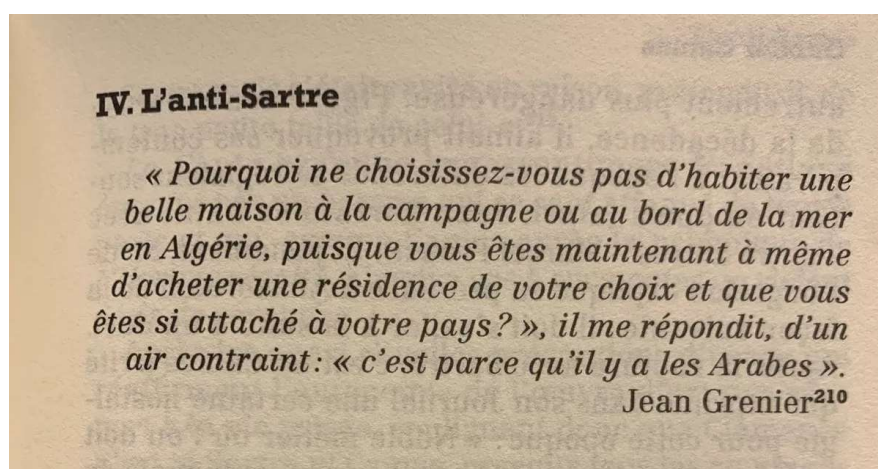 IV. L'anti-Sartre
« Pourquoi ne choisissez-vous pas d'habiter une
belle maison à la campagne ou au bord de la mer
en Algérie, puisque vous êtes maintenant à même
d'acheter une résidence de votre choix et que vous
êtes si attaché à votre pays ? », il me répondit, d'un
air contraint : « c'est parce qu'il y a les Arabes ».
Jean Grenier²¹⁰